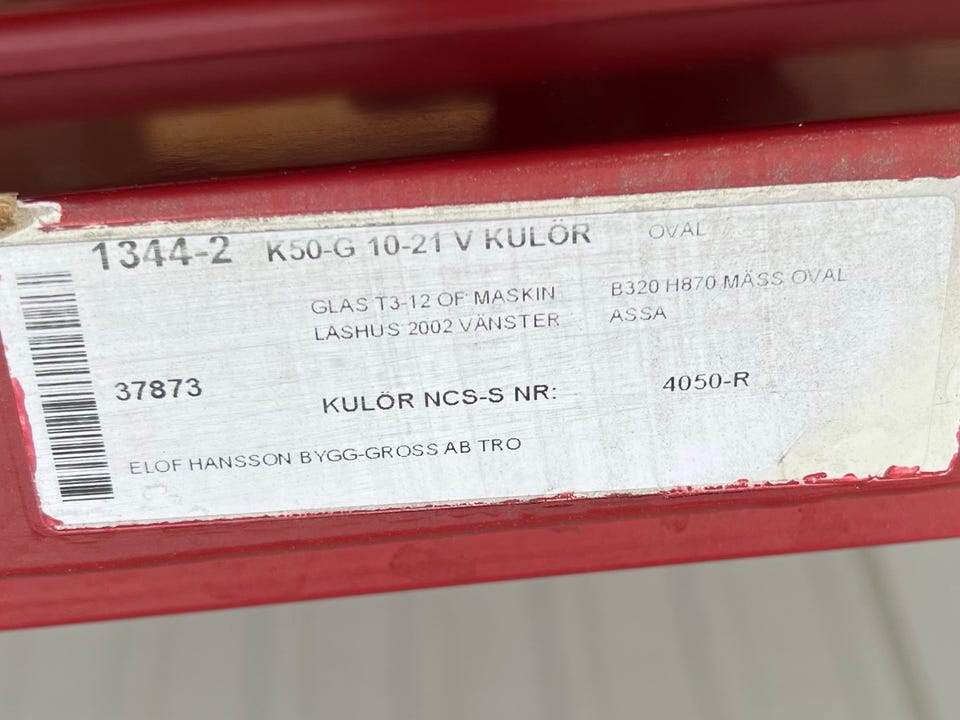 1344-2 K50-G 10-21 V KULÖR OVAL
GLAS T3-12 OF MASKIN B320 H870 MÄSS OVAL
LASHUS 2002 VÄNSTER ASSA
37873 KULÖR NCS-S NR: 4050-R
ELOF HANSSON BYGG-GROSS AB TRO